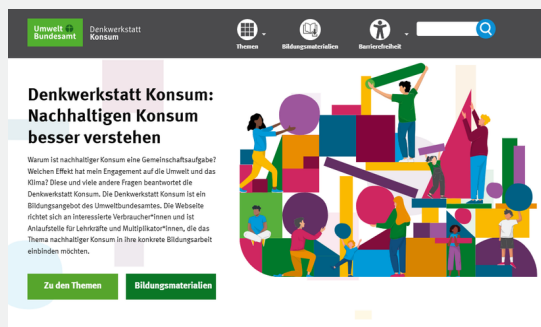 Umwelt
Bundesamt
Denkwerkstatt
Konsum
Themen
Bildungsmaterialien
Barrierefreiheit
Denkwerkstatt Konsum:
Nachhaltigen Konsum
besser verstehen
Warum ist nachhaltiger Konsum eine Gemeinschaftsaufgabe?
Welchen Effekt hat mein Engagement auf die Umwelt und das
Klima? Diese und viele andere Fragen beantwortet die
Denkwerkstatt Konsum. Die Denkwerkstatt Konsum ist ein
Bildungsangebot des Umweltbundesamtes. Die Webseite
richtet sich an interessierte Verbraucher*innen und ist
Anlaufstelle für Lehrkräfte und Multiplikator*innen, die das
Thema nachhaltiger Konsum in ihre konkrete Bildungsarbeit
einbinden möchten.
Zu den Themen
Bildungsmaterialien